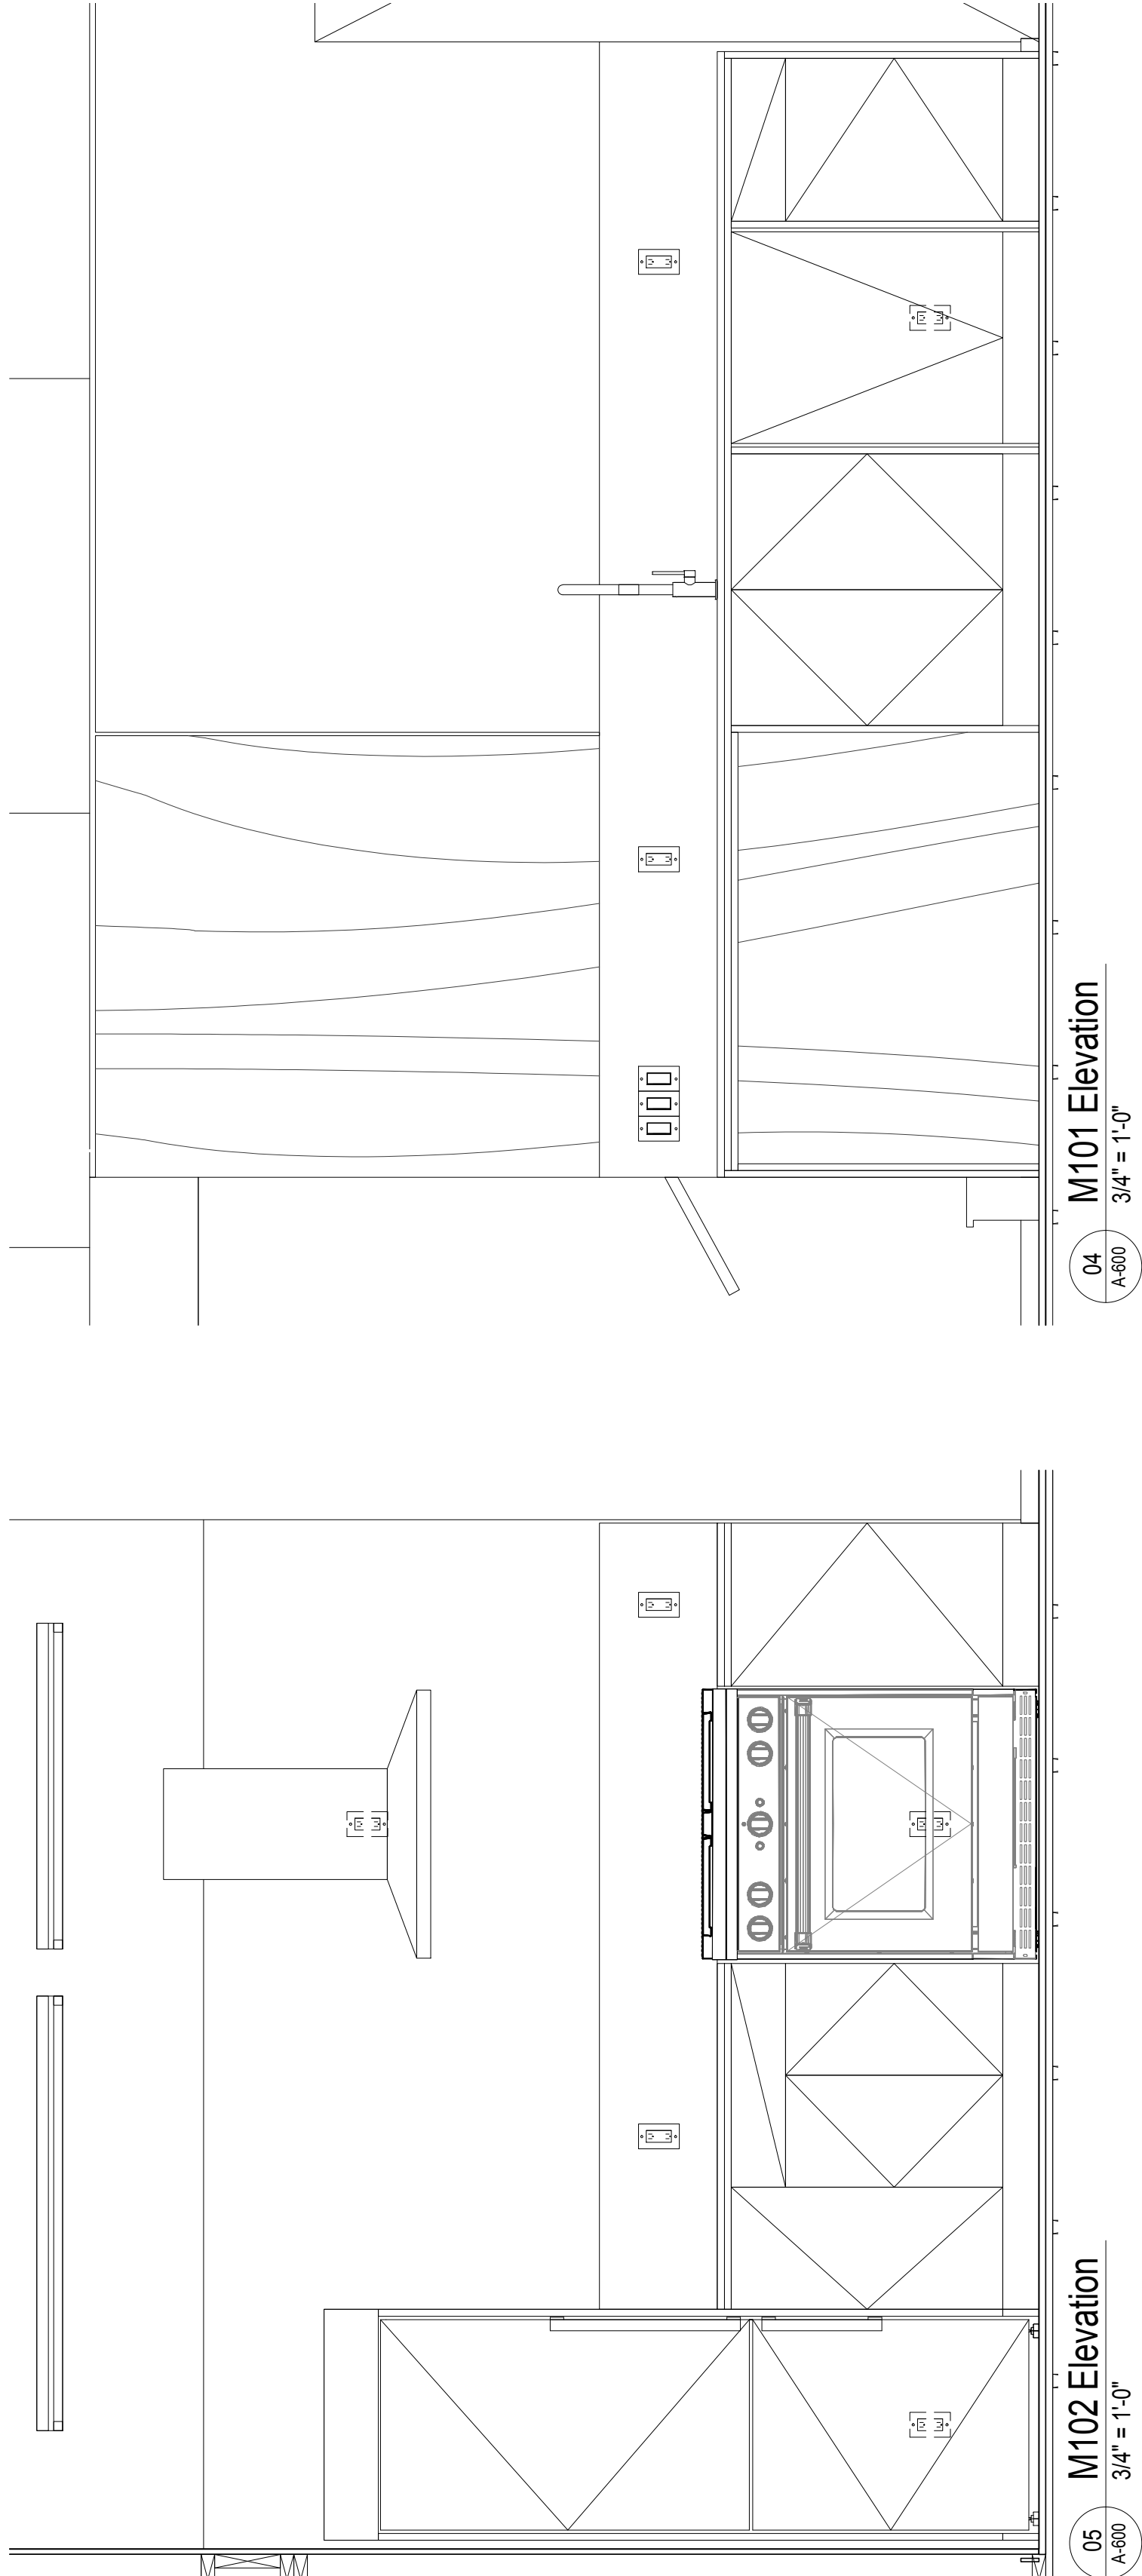 04
A-600
M101 Elevation
3/4" = 1'-0"
05
A-600
M102 Elevation
3/4" = 1'-0"